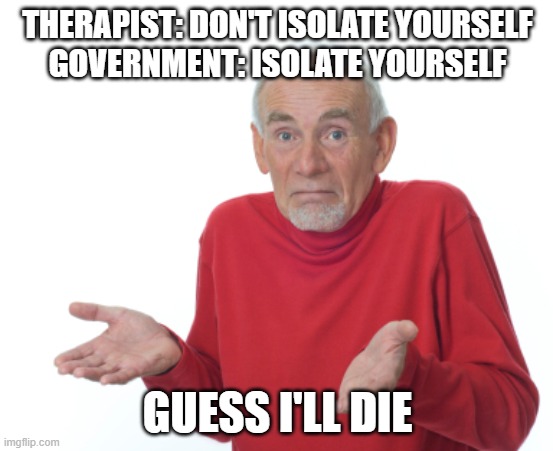 THERAPIST: DON'T ISOLATE YOURSELF
GOVERNMENT: ISOLATE YOURSELF
GUESS I'LL DIE
imgflip.com